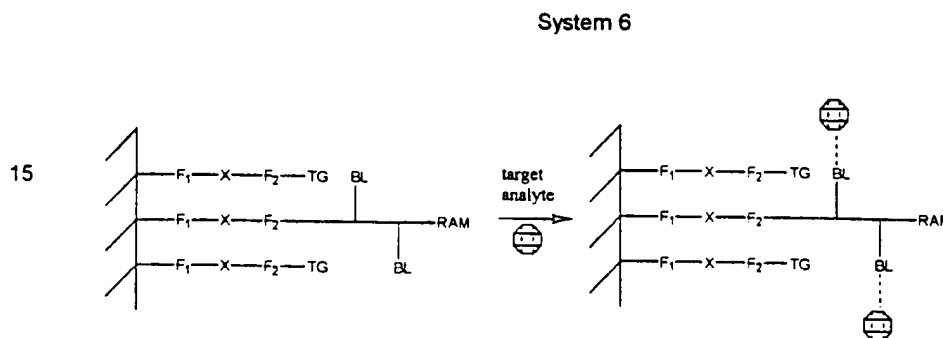 System 6
15
F₁—X—F₂—TG
BL
F₁—X—F₂
RAM
F₁—X—F₂—TG
BL
target
analyte
F₁—X—F₂—TG
BL
F₁—X—F₂
F₁—X—F₂—TG
BL